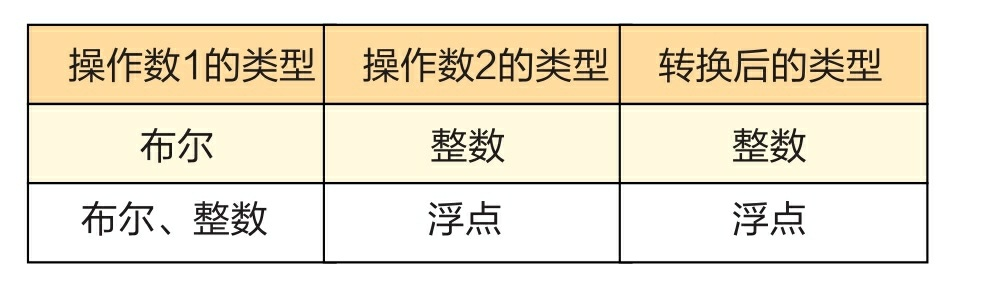 操作数1的类型 操作数2的类型 转换后的类型
布尔 整数 整数
布尔、整数 浮点 浮点